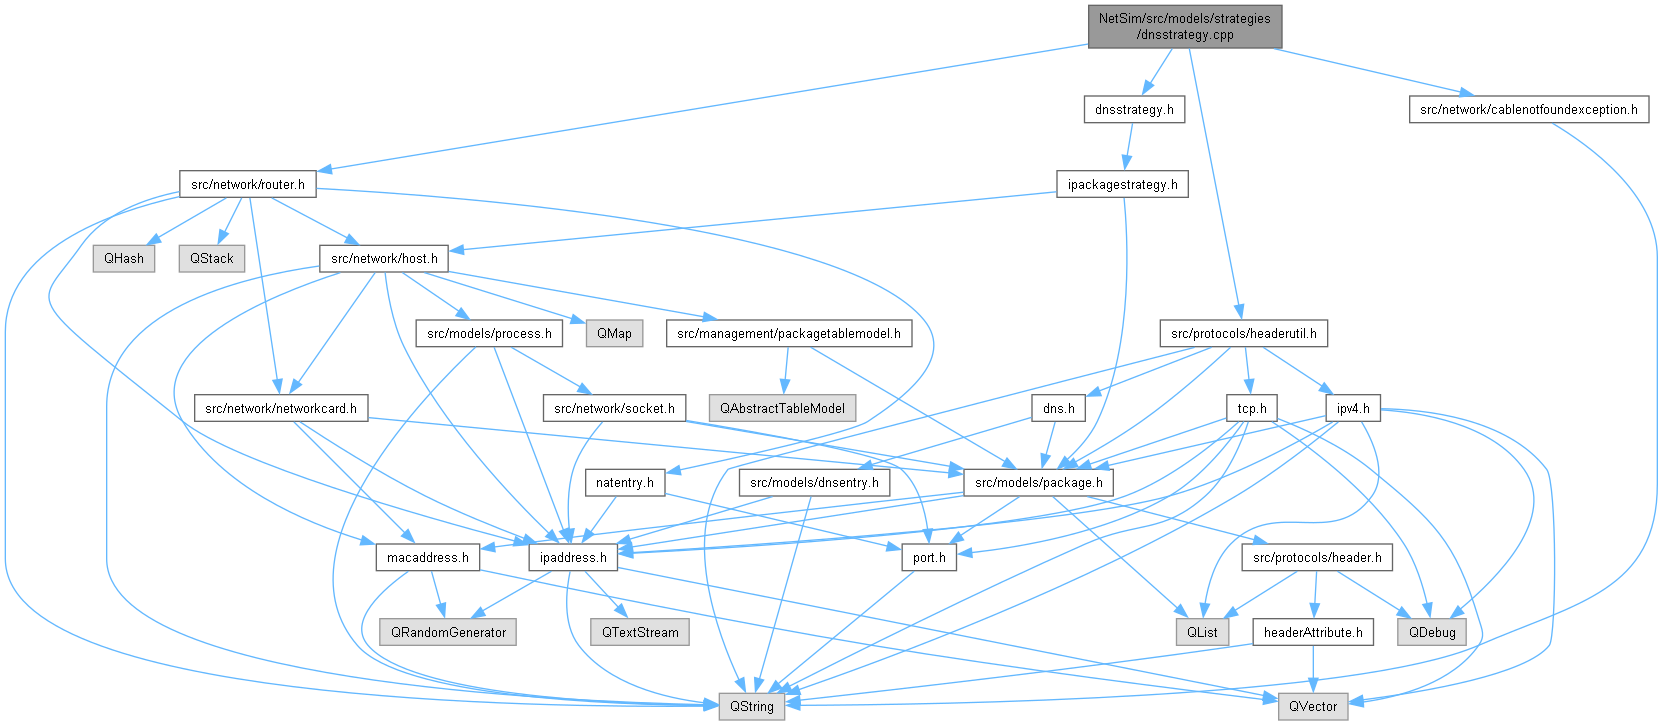 NetSim/src/models/strategies
/dnsstrategy.cpp
dnsstrategy.h
src/network/cablenotfoundexception.h
src/network/router.h
ipackagestrategy.h
QHash
QStack
src/network/host.h
src/models/process.h
QMap
src/management/packagetablemodel.h
src/protocols/headerutil.h
src/network/networkcard.h
src/network/socket.h
QAbstractTableModel
dns.h
tcp.h
ipv4.h
natentry.h
src/models/dnsentry.h
src/models/package.h
macaddress.h
ipaddress.h
port.h
src/protocols/header.h
QRandomGenerator
QTextStream
QList
headerAttribute.h
QDebug
QString
QVector